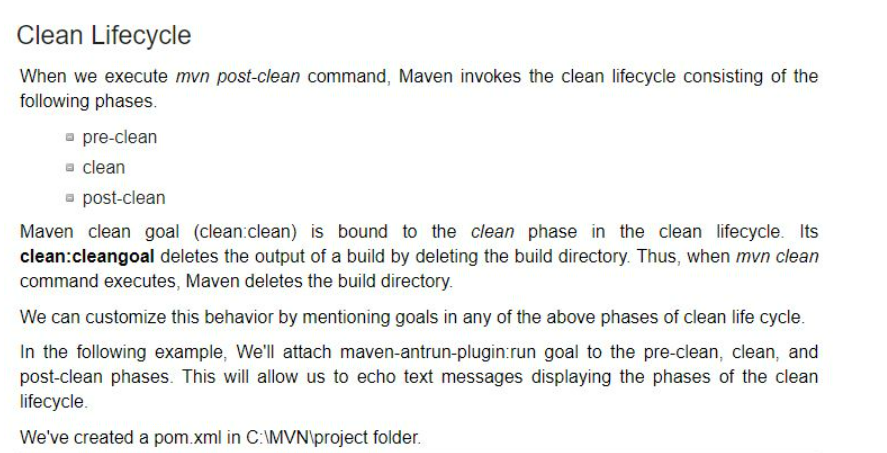 Clean Lifecycle
When we execute mvn post-clean command, Maven invokes the clean lifecycle consisting of the
following phases.
pre-clean
clean
post-clean
Maven clean goal (clean:clean) is bound to the clean phase in the clean lifecycle. Its
clean:cleangoal deletes the output of a build by deleting the build directory. Thus, when mvn clean
command executes, Maven deletes the build directory.
We can customize this behavior by mentioning goals in any of the above phases of clean life cycle.
In the following example, We'll attach maven-antrun-plugin:run goal to the pre-clean, clean, and
post-clean phases. This will allow us to echo text messages displaying the phases of the clean
lifecycle.
We've created a pom.xml in C:\MVN\project folder.